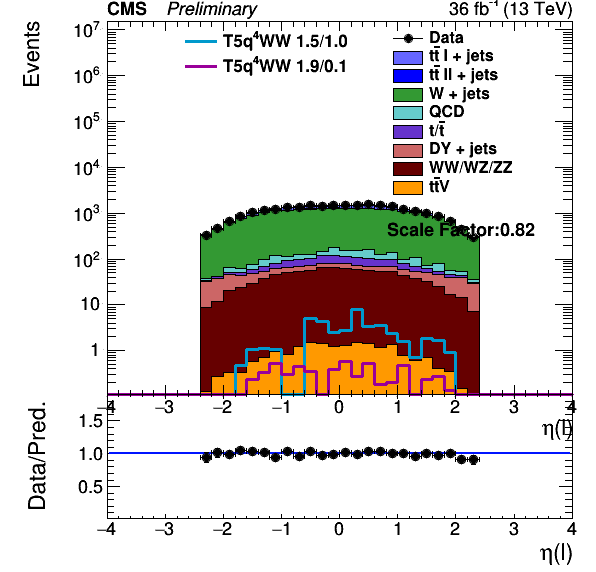 CMS Preliminary 36 fb⁻¹ (13 TeV)
Events
10⁷
10⁶
10⁵
10⁴
10³
10²
10
1
T5q⁴WW 1.5/1.0
T5q⁴WW 1.9/0.1
Data
tt̄ l + jets
tt̄ ll + jets
W + jets
QCD
t/t̄
DY + jets
WW/WZ/ZZ
tt̄V
Scale Factor:0.82
−4 −3 −2 −1 0 1 2 3 4
η(l)
Data/Pred.
1.5
1.0
0.5
−4 −3 −2 −1 0 1 2 3 4
η(l)